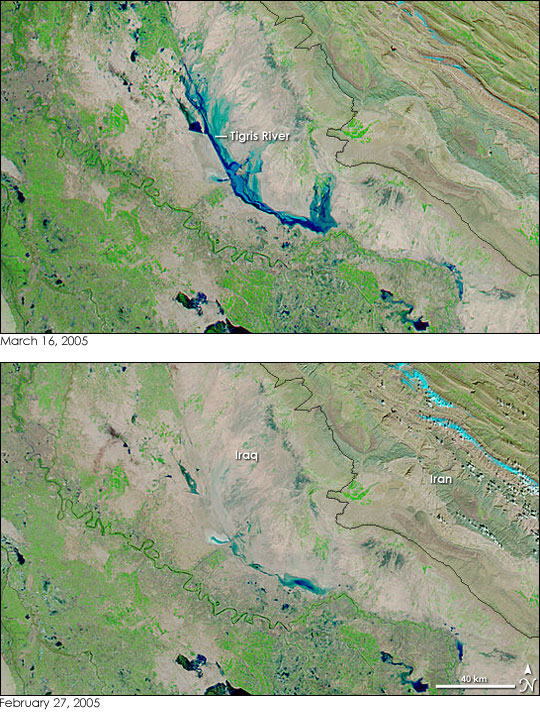 Tigris River
March 16, 2005
Iraq
Iran
40 km
N
February 27, 2005